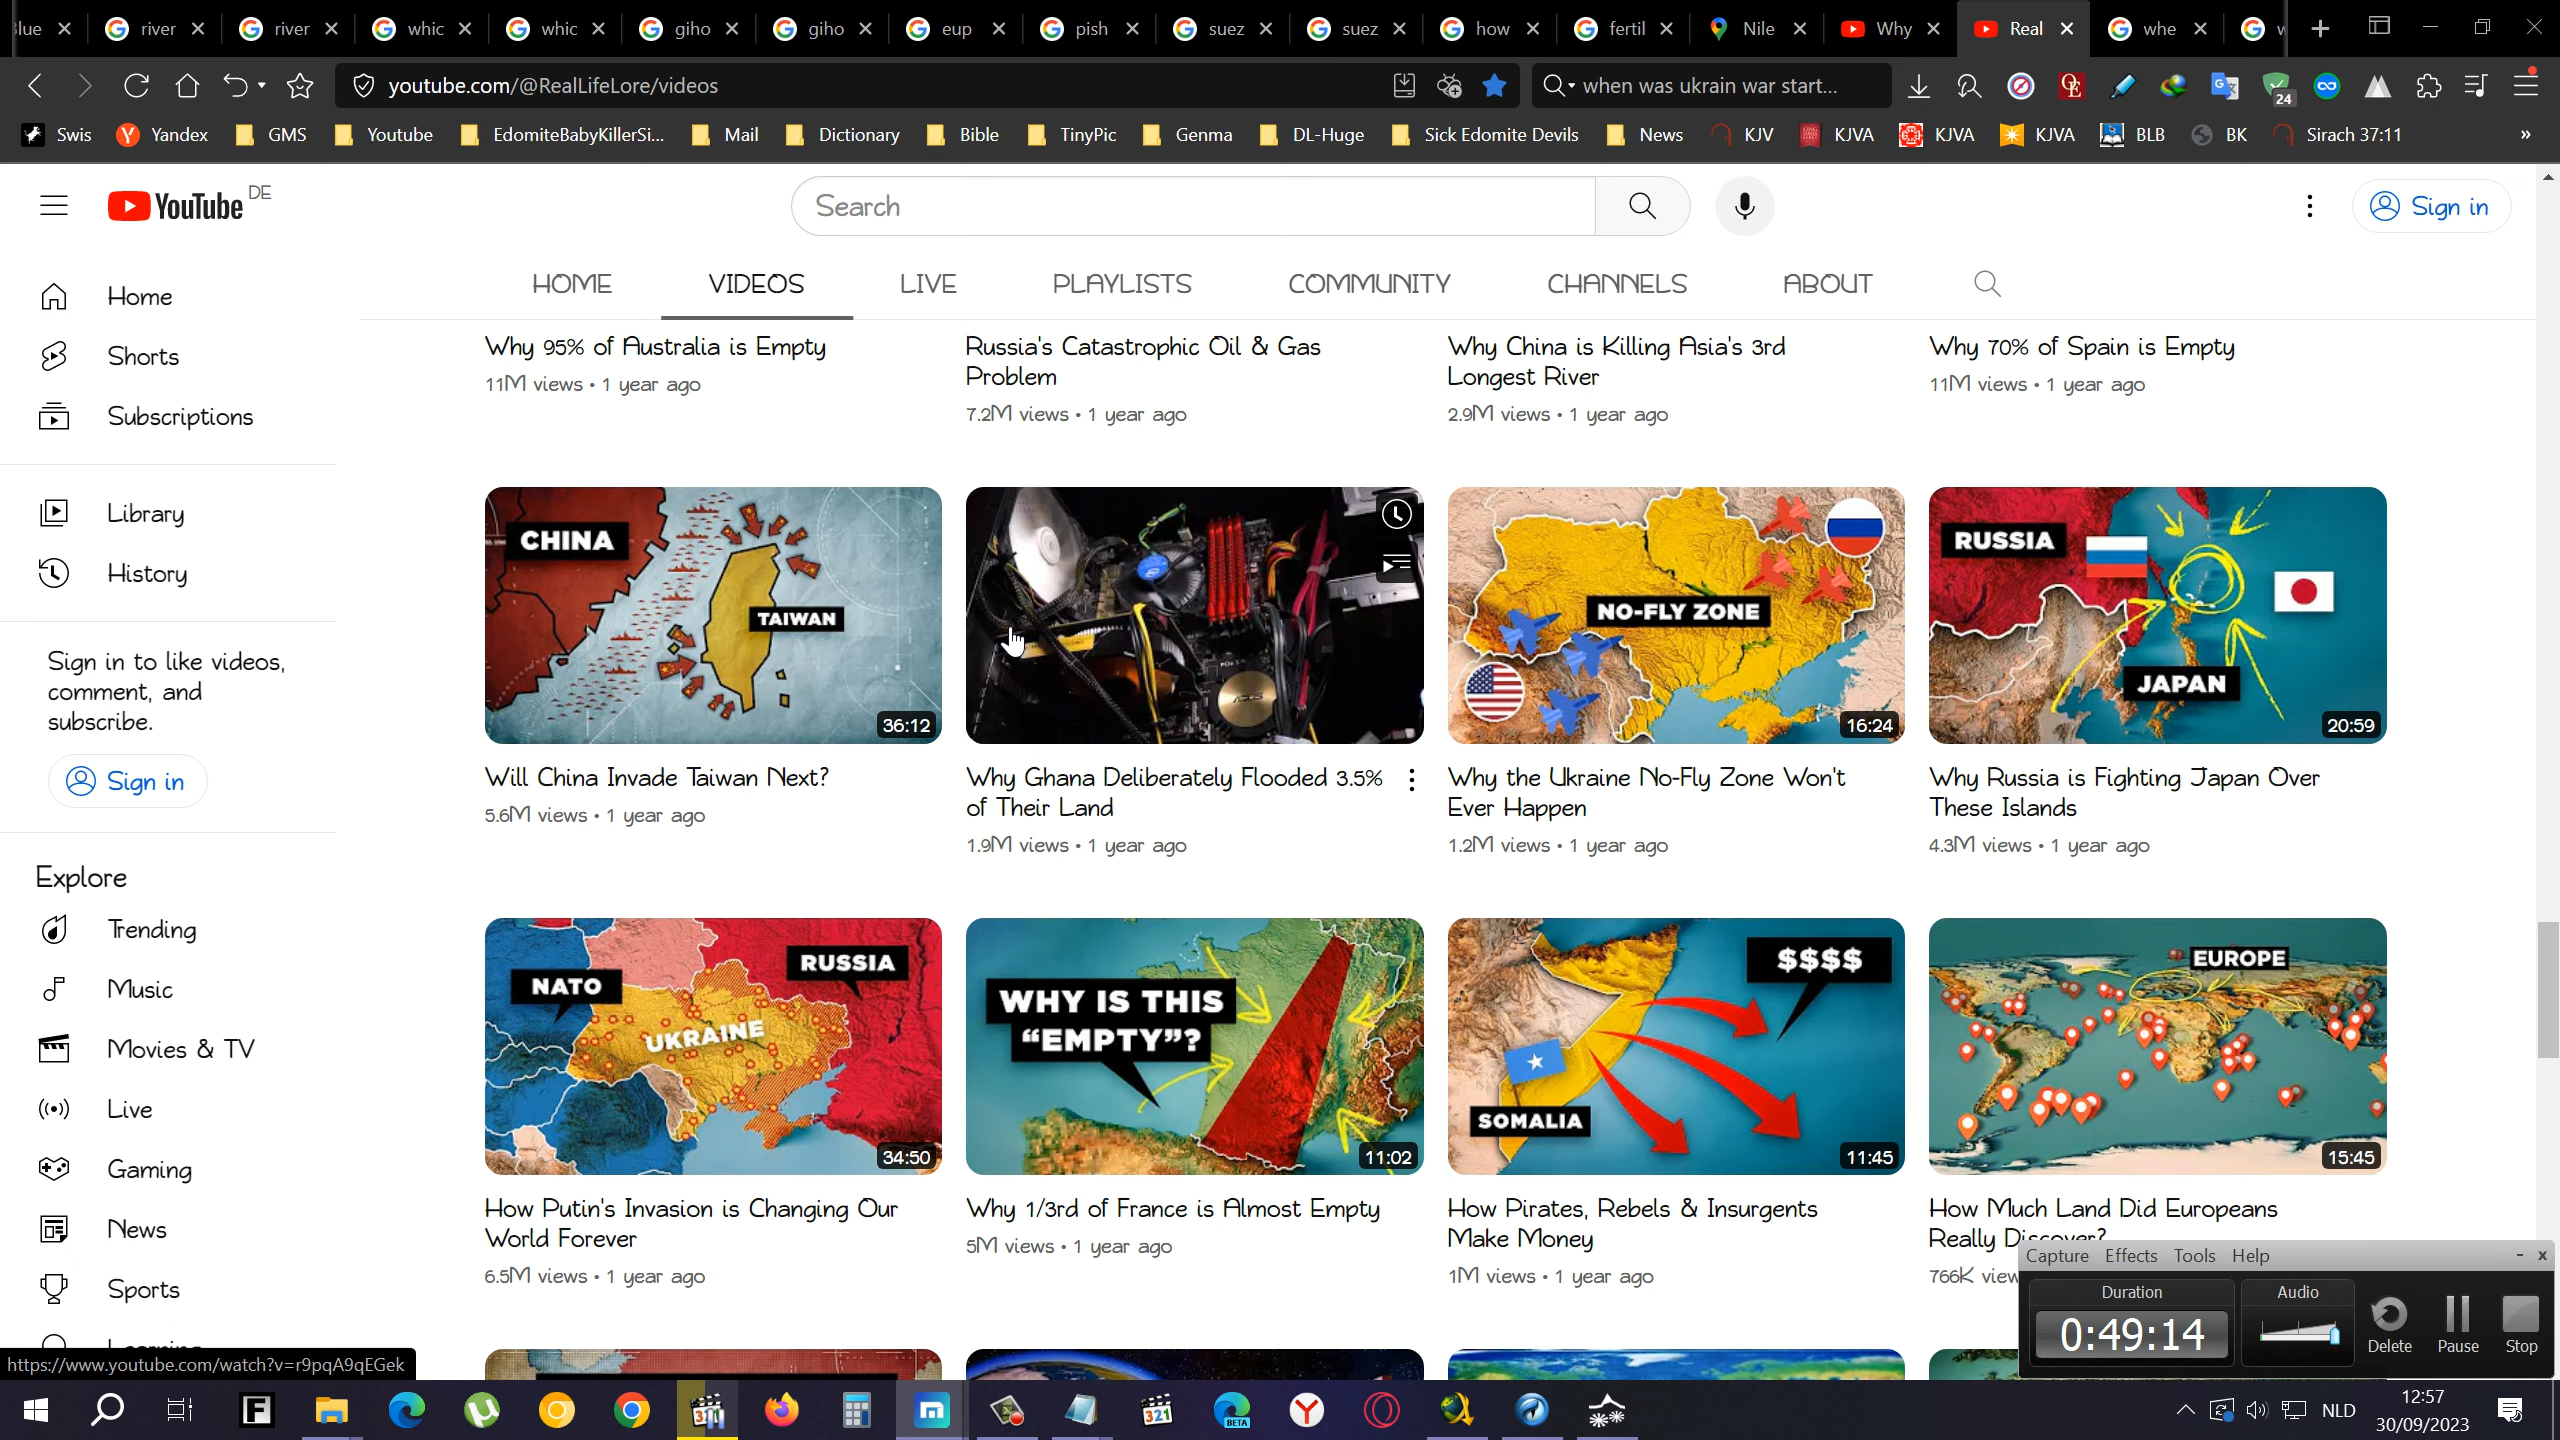 lue
river
river
whic
whic
giho
giho
eup
pish
suez
suez
how
fertil
Nile
Why
Real
whe
youtube.com/@RealLifeLore/videos
when was ukrain war start...
24
Swis
Yandex
GMS
Youtube
EdomiteBabyKillerSi...
Mail
Dictionary
Bible
TinyPic
Genma
DL-Huge
Sick Edomite Devils
News
KJV
KJVA
KJVA
KJVA
BLB
BK
Sirach 37:11
»
YouTube DE
Search
Sign in
HOME
VIDEOS
LIVE
PLAYLISTS
COMMUNITY
CHANNELS
ABOUT
Home
Shorts
Subscriptions
Library
History
Sign in to like videos,
comment, and
subscribe.
Sign in
Explore
Trending
Music
Movies & TV
Live
Gaming
News
Sports
Why 95% of Australia is Empty
11M views • 1 year ago
Russia's Catastrophic Oil & Gas
Problem
7.2M views • 1 year ago
Why China is Killing Asia's 3rd
Longest River
2.9M views • 1 year ago
Why 70% of Spain is Empty
11M views • 1 year ago
CHINA
TAIWAN
36:12
Will China Invade Taiwan Next?
5.6M views • 1 year ago
Why Ghana Deliberately Flooded 3.5%
of Their Land
1.9M views • 1 year ago
NO-FLY ZONE
16:24
Why the Ukraine No-Fly Zone Won't
Ever Happen
1.2M views • 1 year ago
RUSSIA
JAPAN
20:59
Why Russia is Fighting Japan Over
These Islands
4.3M views • 1 year ago
NATO
RUSSIA
UKRAINE
34:50
How Putin's Invasion is Changing Our
World Forever
6.5M views • 1 year ago
WHY IS THIS
“EMPTY”?
11:02
Why 1/3rd of France is Almost Empty
5M views • 1 year ago
$$$$
SOMALIA
11:45
How Pirates, Rebels & Insurgents
Make Money
1M views • 1 year ago
EUROPE
15:45
How Much Land Did Europeans
Really Discover?
766K view
Capture Effects Tools Help
Duration
0:49:14
Audio
Delete
Pause
Stop
https://www.youtube.com/watch?v=r9pqA9qEGek
321
BETA
NLD
12:57
30/09/2023